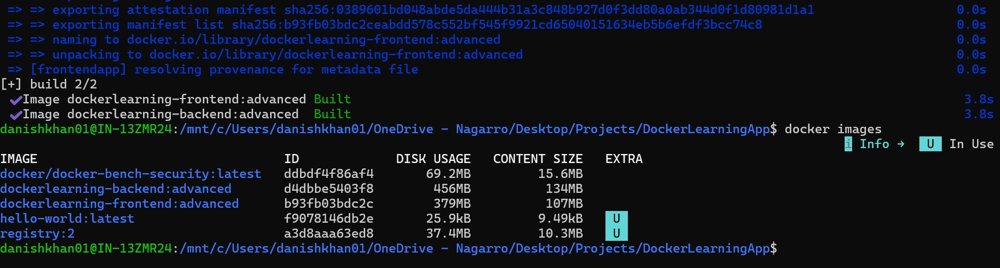 => => exporting attestation manifest sha256:0389601bd048abde5da444b31a3c848b927d0f3dd80a0ab344d0f1d80981d1a1 0.0s
=> => exporting manifest list sha256:b93fb03bdc2ceabdd578c552bf545f9921cd65040151634eb5b6efdf3bcc74c8 0.0s
=> => naming to docker.io/library/dockerlearning-frontend:advanced 0.0s
=> => unpacking to docker.io/library/dockerlearning-frontend:advanced 0.0s
=> [frontendapp] resolving provenance for metadata file 0.0s
[+] build 2/2
✔Image dockerlearning-frontend:advanced Built 3.8s
✔Image dockerlearning-backend:advanced Built 3.8s
danishkhan01@IN-13ZMR24:/mnt/c/Users/danishkhan01/OneDrive - Nagarro/Desktop/Projects/DockerLearningApp$ docker images
i Info → U In Use
IMAGE ID DISK USAGE CONTENT SIZE EXTRA
docker/docker-bench-security:latest ddbdf4f86af4 69.2MB 15.6MB
dockerlearning-backend:advanced d4dbbe5403f8 456MB 134MB
dockerlearning-frontend:advanced b93fb03bdc2c 379MB 107MB
hello-world:latest f9078146db2e 25.9kB 9.49kB U
registry:2 a3d8aaa63ed8 37.4MB 10.3MB U
danishkhan01@IN-13ZMR24:/mnt/c/Users/danishkhan01/OneDrive - Nagarro/Desktop/Projects/DockerLearningApp$